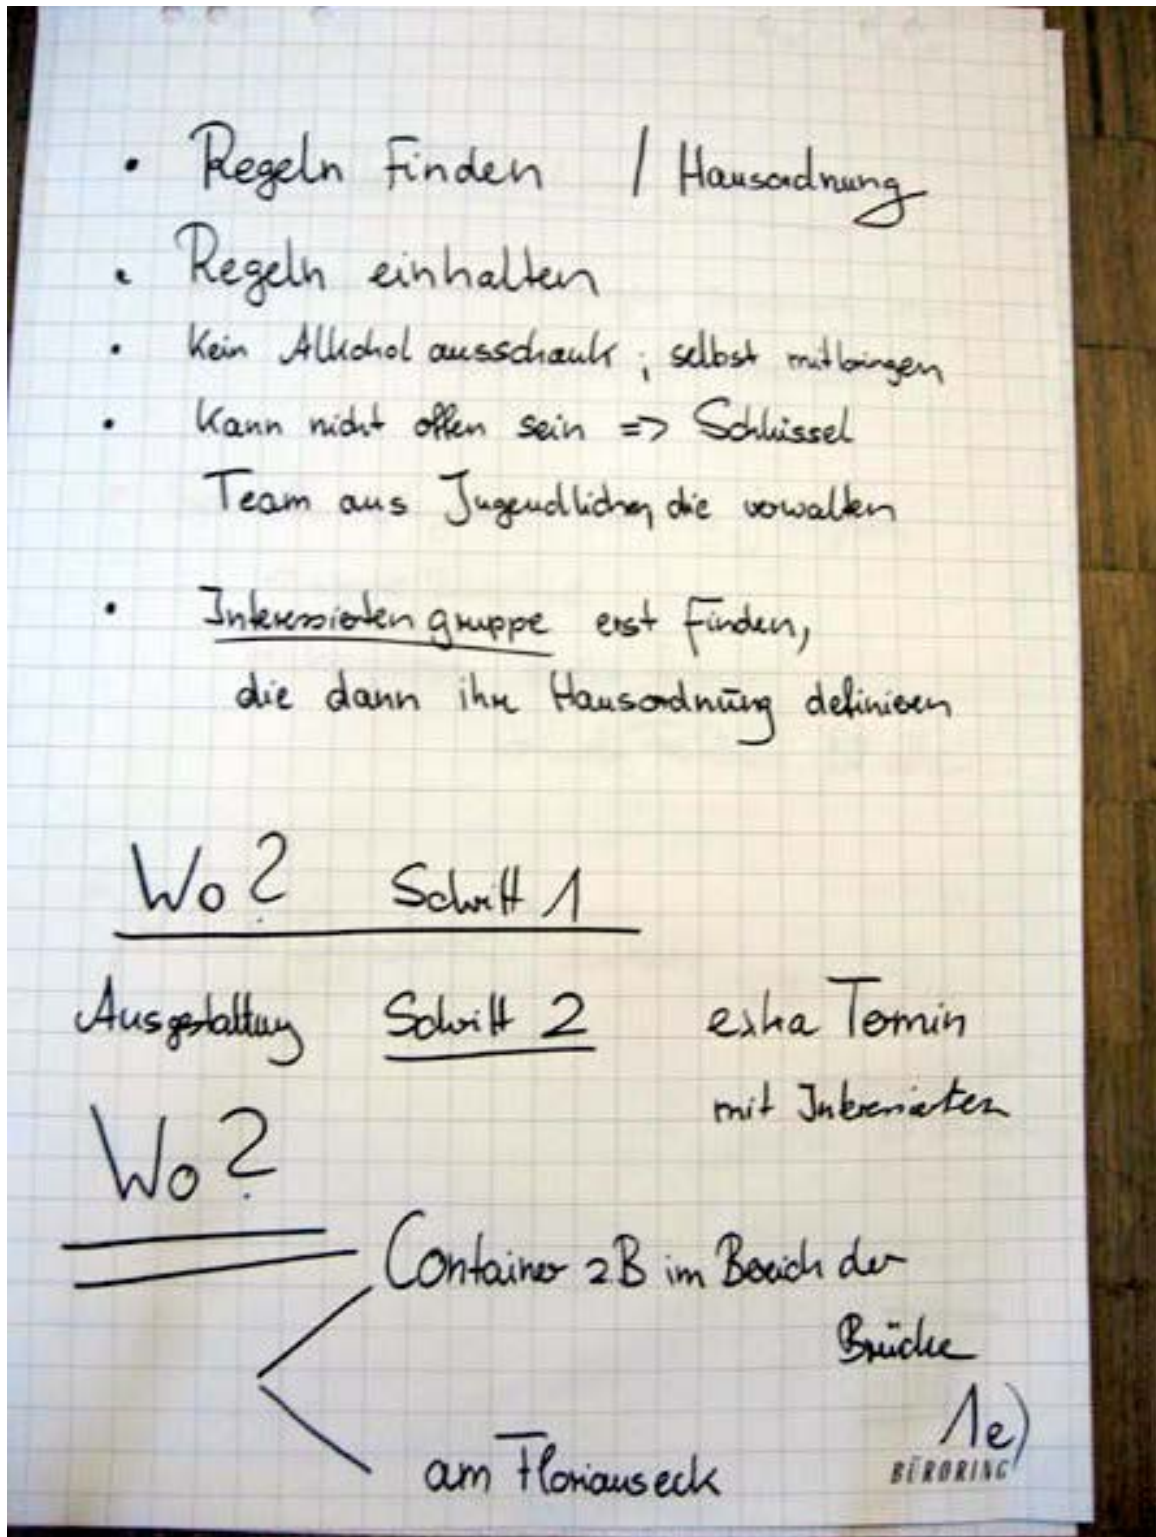 • Regeln finden / Hausordnung
• Regeln einhalten
• Kein Alkohol ausschank ; selbst mitbringen
• Kann nicht offen sein => Schlüssel
Team aus Jugendlichen, die verwalten
• Interessierten gruppe erst finden,
die dann ihre Hausordnung definieren
Wo? Schritt 1
Ausgestaltung Schritt 2 extra Termin
mit Interessierten
Wo?
Container zB im Bereich der
Brücke
am Florianseck
1e)
BÜRORING